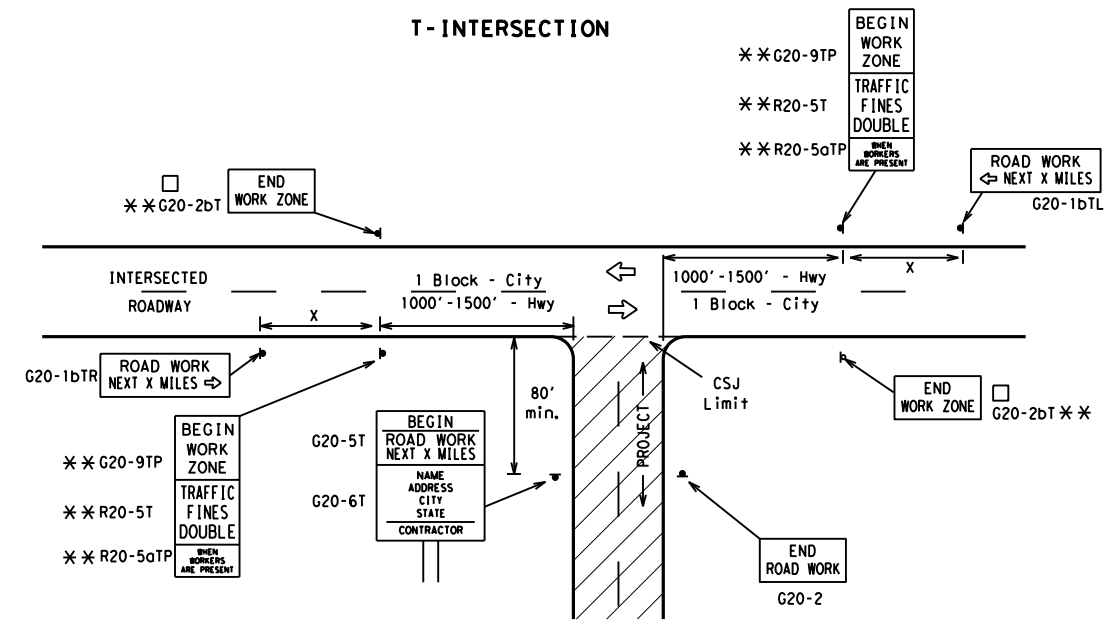 T-INTERSECTION
✱✱G20-9TP
BEGIN
WORK
ZONE
✱✱R20-5T
TRAFFIC
FINES
DOUBLE
✱✱R20-5aTP
WHEN
WORKERS
ARE PRESENT
ROAD WORK
⇦ NEXT X MILES
G20-1bTL
□
✱✱G20-2bT
END
WORK ZONE
INTERSECTED
ROADWAY
1 Block - City
1000'-1500' - Hwy
1000'-1500' - Hwy
1 Block - City
X
X
G20-1bTR
ROAD WORK
NEXT X MILES ⇨
80'
min.
CSJ
Limit
PROJECT
END
WORK ZONE
□
G20-2bT ✱✱
✱✱G20-9TP
BEGIN
WORK
ZONE
✱✱R20-5T
TRAFFIC
FINES
DOUBLE
✱✱R20-5aTP
WHEN
WORKERS
ARE PRESENT
G20-5T
BEGIN
ROAD WORK
NEXT X MILES
G20-6T
NAME
ADDRESS
CITY
STATE
CONTRACTOR
END
ROAD WORK
G20-2